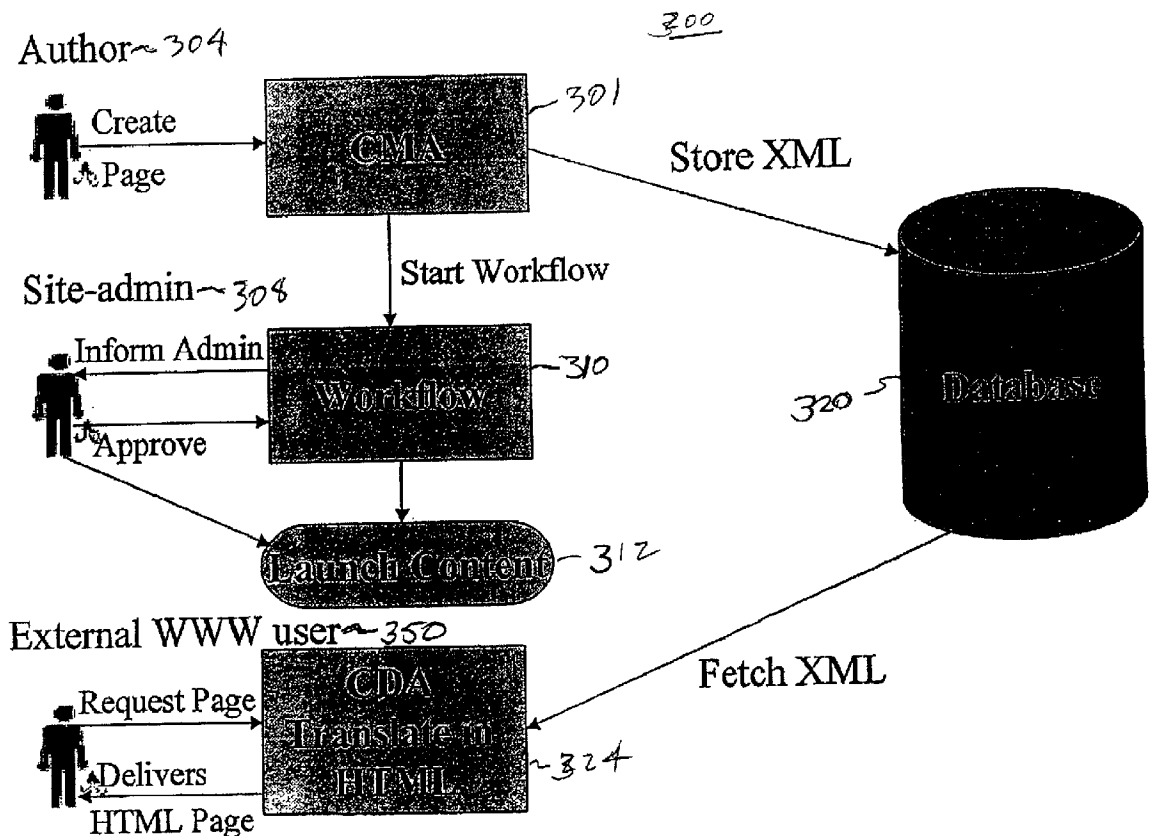 300
Author~304
301
Create
Page
CMA
Store XML
Start Workflow
Site-admin~308
Inform Admin
Approve
Workflow
310
320
Database
Launch Content
312
External WWW user~350
Request Page
Delivers
HTML Page
CDA
Translate in
HTML
Fetch XML
324